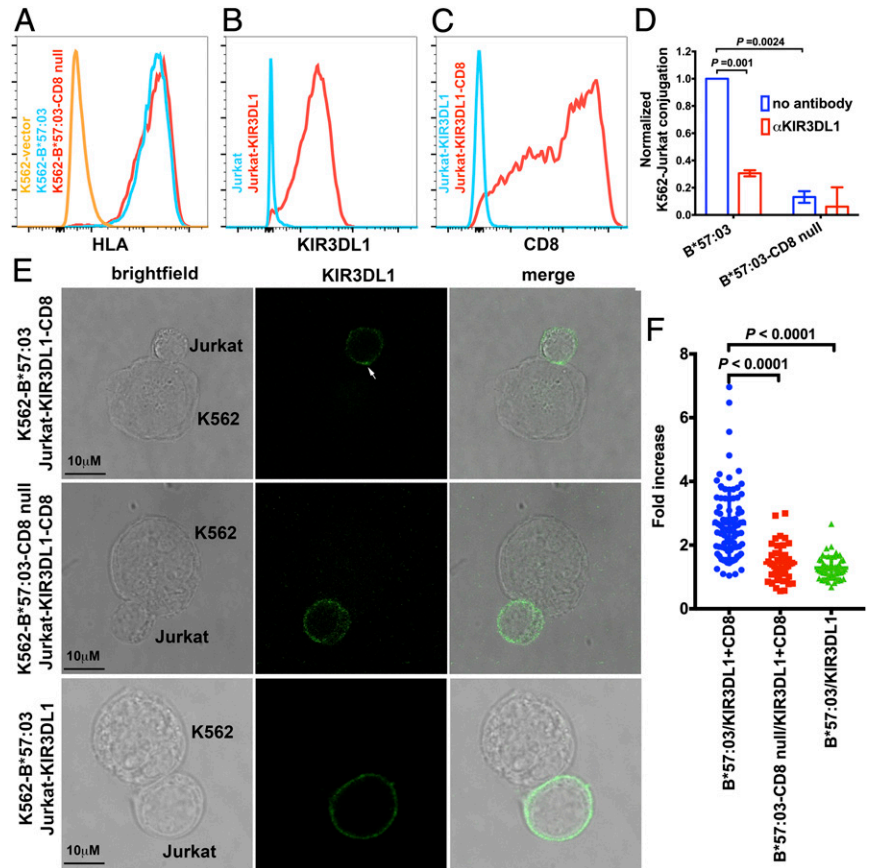 A
K562-vector
K562-B*57:03
K562-B*57:03-CD8 null
HLA
B
Jurkat
Jurkat-KIR3DL1
KIR3DL1
C
Jurkat-KIR3DL1
Jurkat-KIR3DL1-CD8
CD8
D
P =0.0024
P =0.001
Normalized
K562-Jurkat conjugation
1.2
1.0
0.8
0.6
0.4
0.2
0.0
no antibody
αKIR3DL1
B*57:03
B*57:03-CD8 null
E
brightfield
KIR3DL1
merge
K562-B*57:03
Jurkat-KIR3DL1-CD8
Jurkat
K562
10μM
K562-B*57:03-CD8 null
Jurkat-KIR3DL1-CD8
K562
Jurkat
10μM
K562-B*57:03
Jurkat-KIR3DL1
K562
Jurkat
10μM
F
P < 0.0001
P < 0.0001
Fold increase
8
6
4
2
0
B*57:03/KIR3DL1+CD8
B*57:03-CD8 null/KIR3DL1+CD8
B*57:03/KIR3DL1